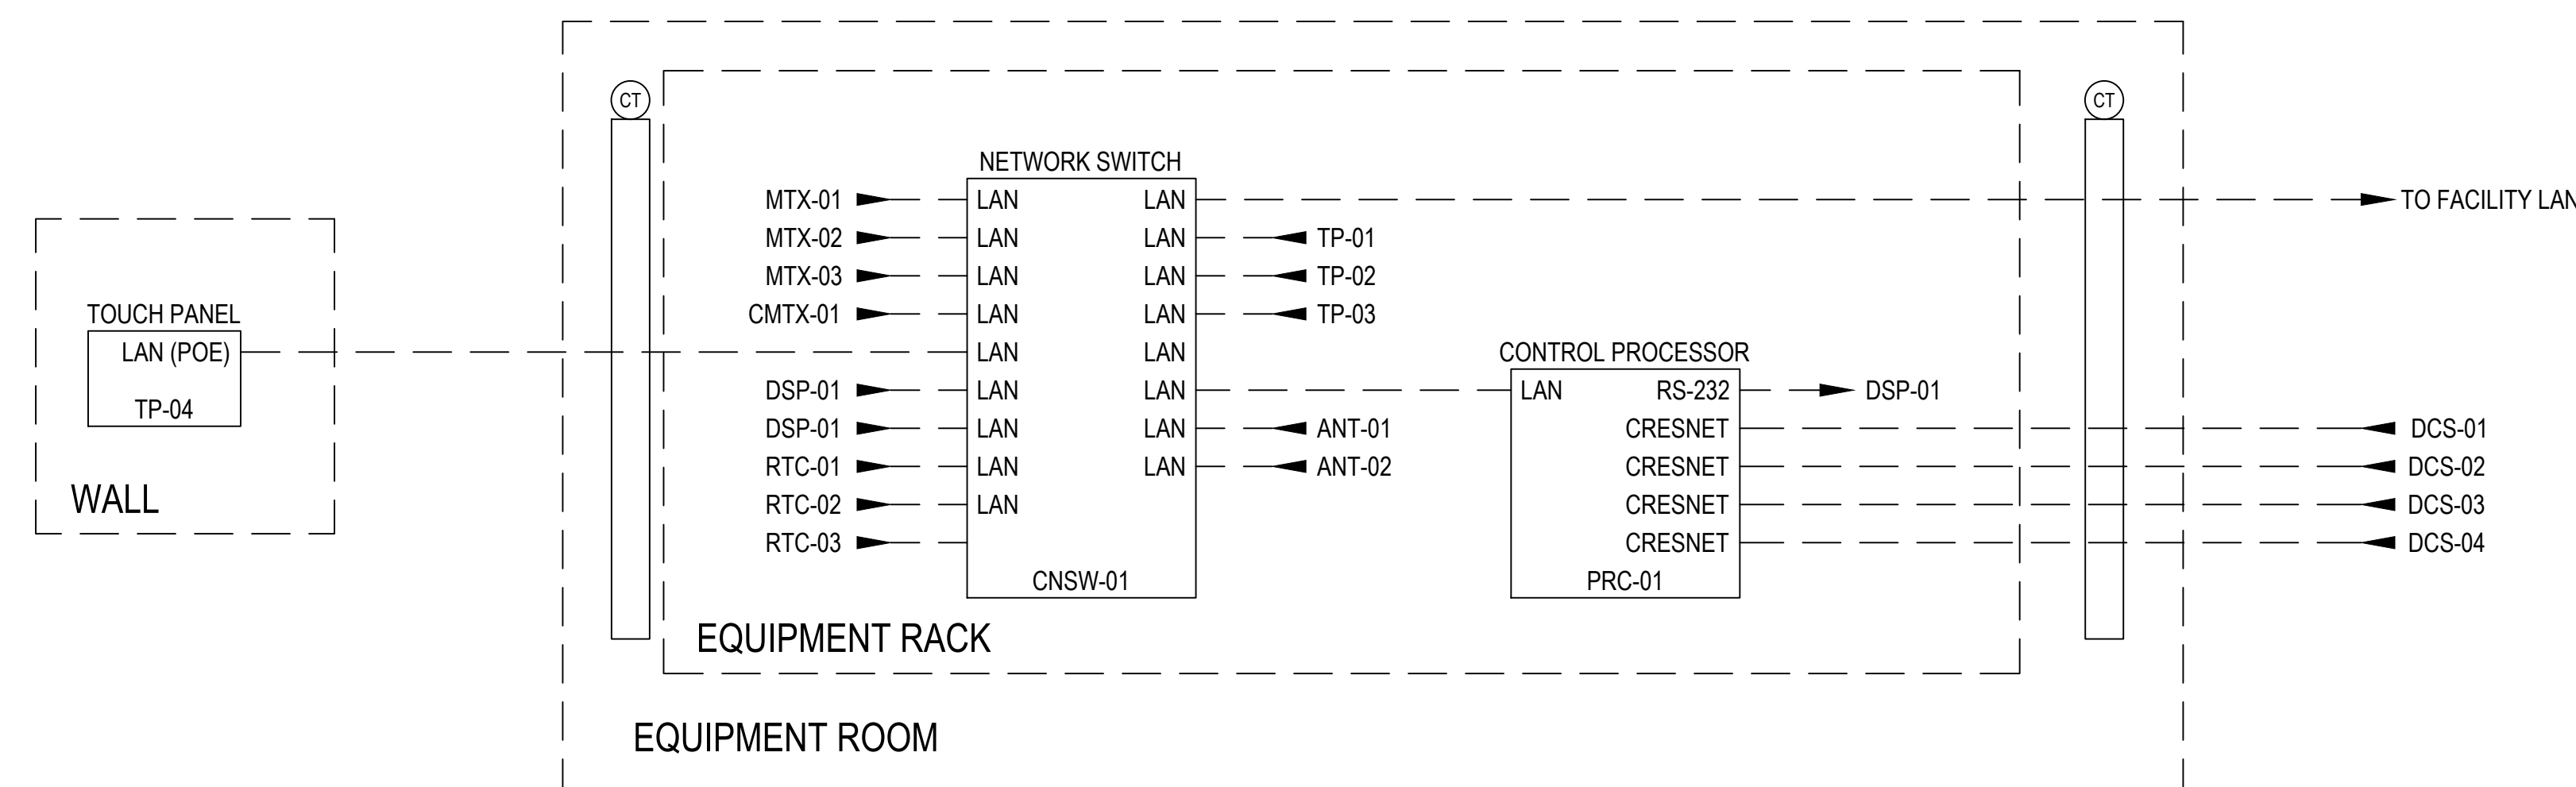 CT
CT
NETWORK SWITCH
MTX-01 LAN LAN TO FACILITY LAN
MTX-02 LAN LAN TP-01
MTX-03 LAN LAN TP-02
TOUCH PANEL
CMTX-01 LAN LAN TP-03
LAN (POE) LAN LAN
CONTROL PROCESSOR
DSP-01 LAN LAN LAN RS-232 DSP-01
TP-04
DSP-01 LAN LAN ANT-01 CRESNET DCS-01
RTC-01 LAN LAN ANT-02 CRESNET DCS-02
WALL
RTC-02 LAN CRESNET DCS-03
RTC-03 CRESNET DCS-04
CNSW-01 PRC-01
EQUIPMENT RACK
EQUIPMENT ROOM